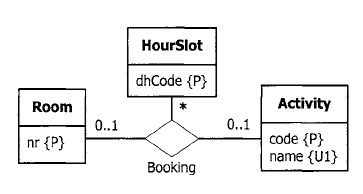 HourSlot
dhCode {P}
*
Room
nr {P}
0..1
0..1
Activity
code {P}
name {U1}
Booking